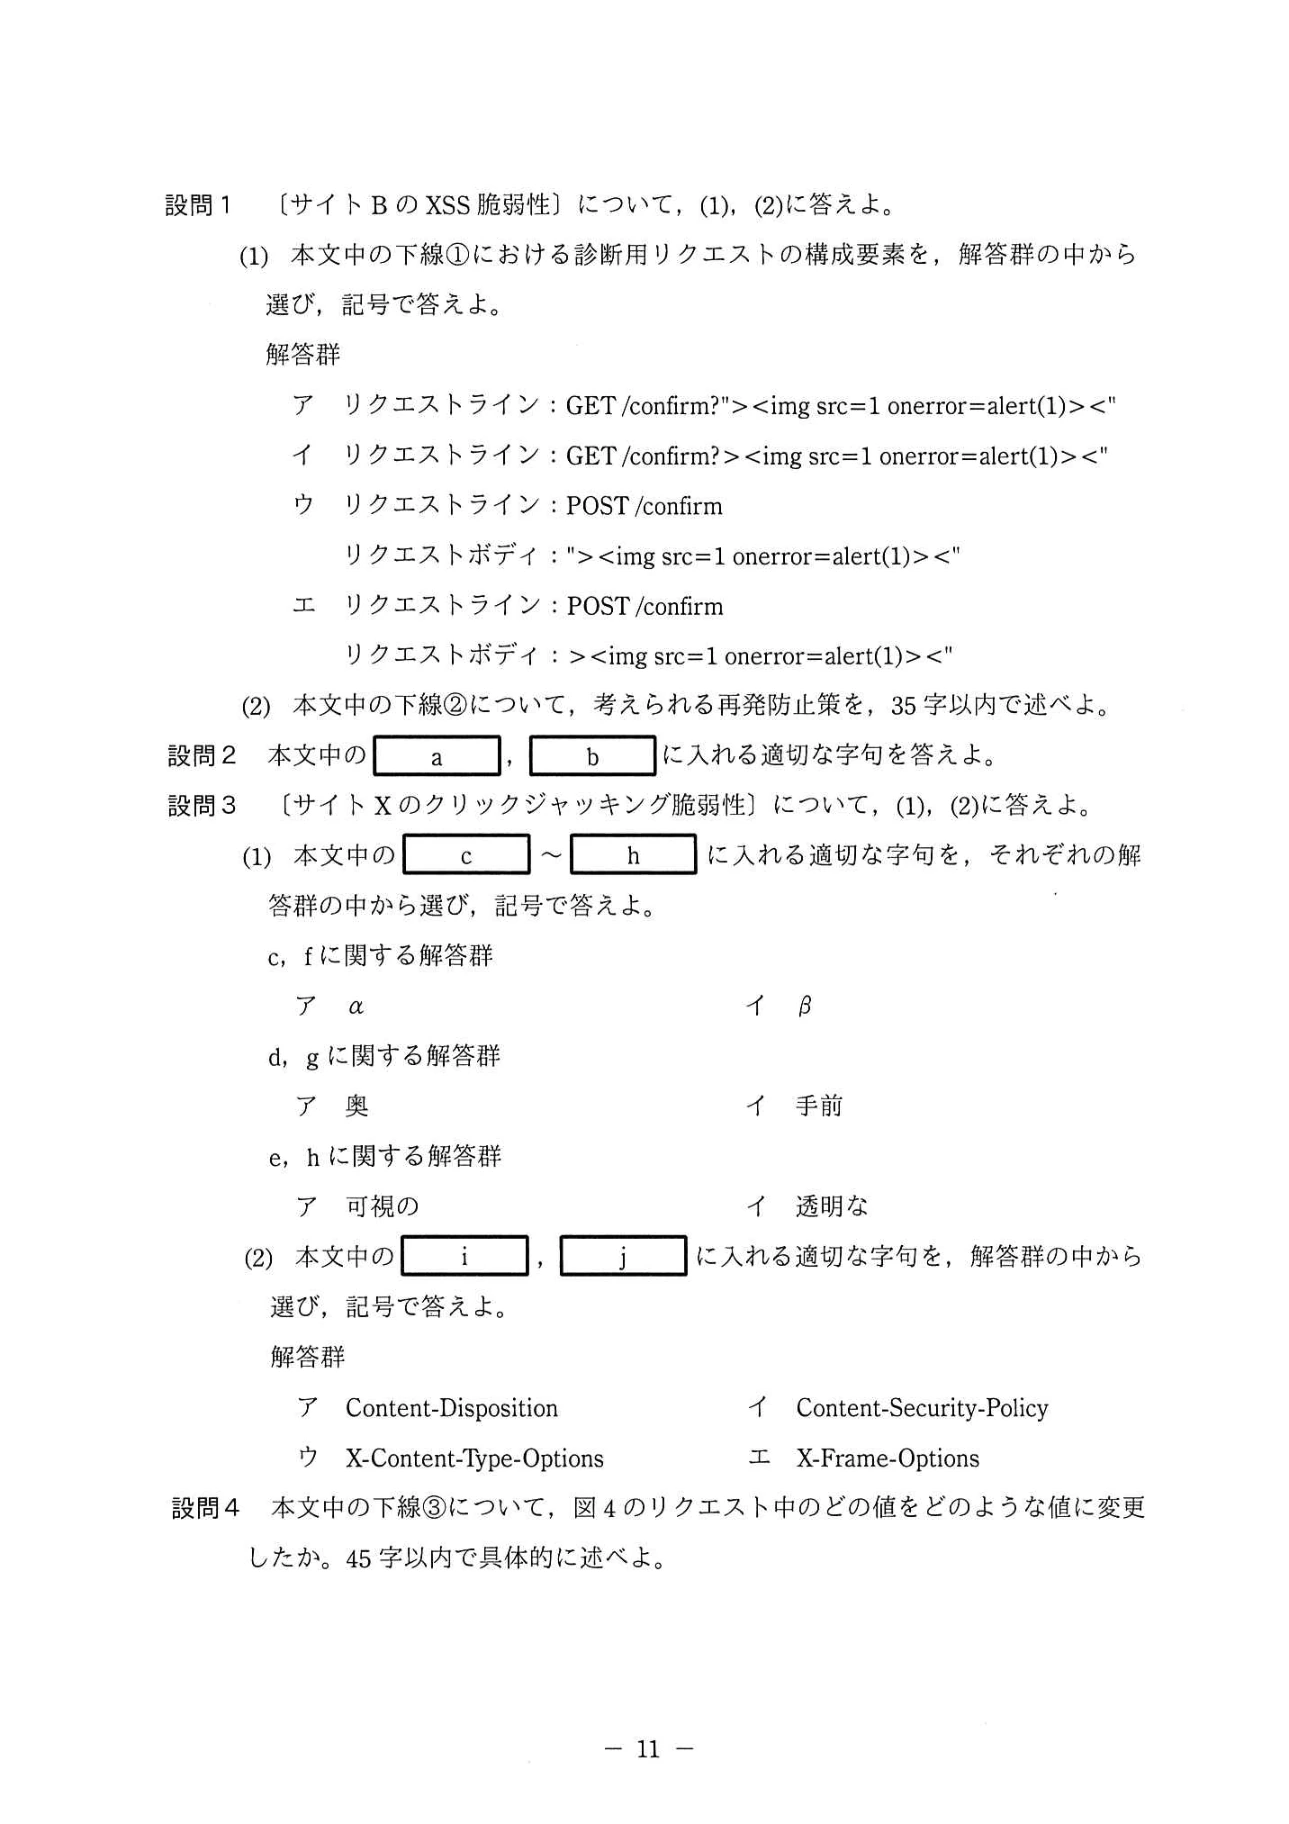 設問1 〔サイトBのXSS脆弱性〕について，(1)，(2)に答えよ。
(1) 本文中の下線①における診断用リクエストの構成要素を，解答群の中から
選び，記号で答えよ。
解答群
ア リクエストライン：GET /confirm?"><img src=1 onerror=alert(1)><"
イ リクエストライン：GET /confirm?><img src=1 onerror=alert(1)><"
ウ リクエストライン：POST /confirm
リクエストボディ："><img src=1 onerror=alert(1)><"
エ リクエストライン：POST /confirm
リクエストボディ：><img src=1 onerror=alert(1)><"
(2) 本文中の下線②について，考えられる再発防止策を，35字以内で述べよ。
設問2 本文中の a ， b に入れる適切な字句を答えよ。
設問3 〔サイトXのクリックジャッキング脆弱性〕について，(1)，(2)に答えよ。
(1) 本文中の c ～ h に入れる適切な字句を，それぞれの解
答群の中から選び，記号で答えよ。
c，fに関する解答群
ア α イ β
d，gに関する解答群
ア 奥 イ 手前
e，hに関する解答群
ア 可視の イ 透明な
(2) 本文中の i ， j に入れる適切な字句を，解答群の中から
選び，記号で答えよ。
解答群
ア Content-Disposition イ Content-Security-Policy
ウ X-Content-Type-Options エ X-Frame-Options
設問4 本文中の下線③について，図4のリクエスト中のどの値をどのような値に変更
したか。45字以内で具体的に述べよ。
－ 11 －